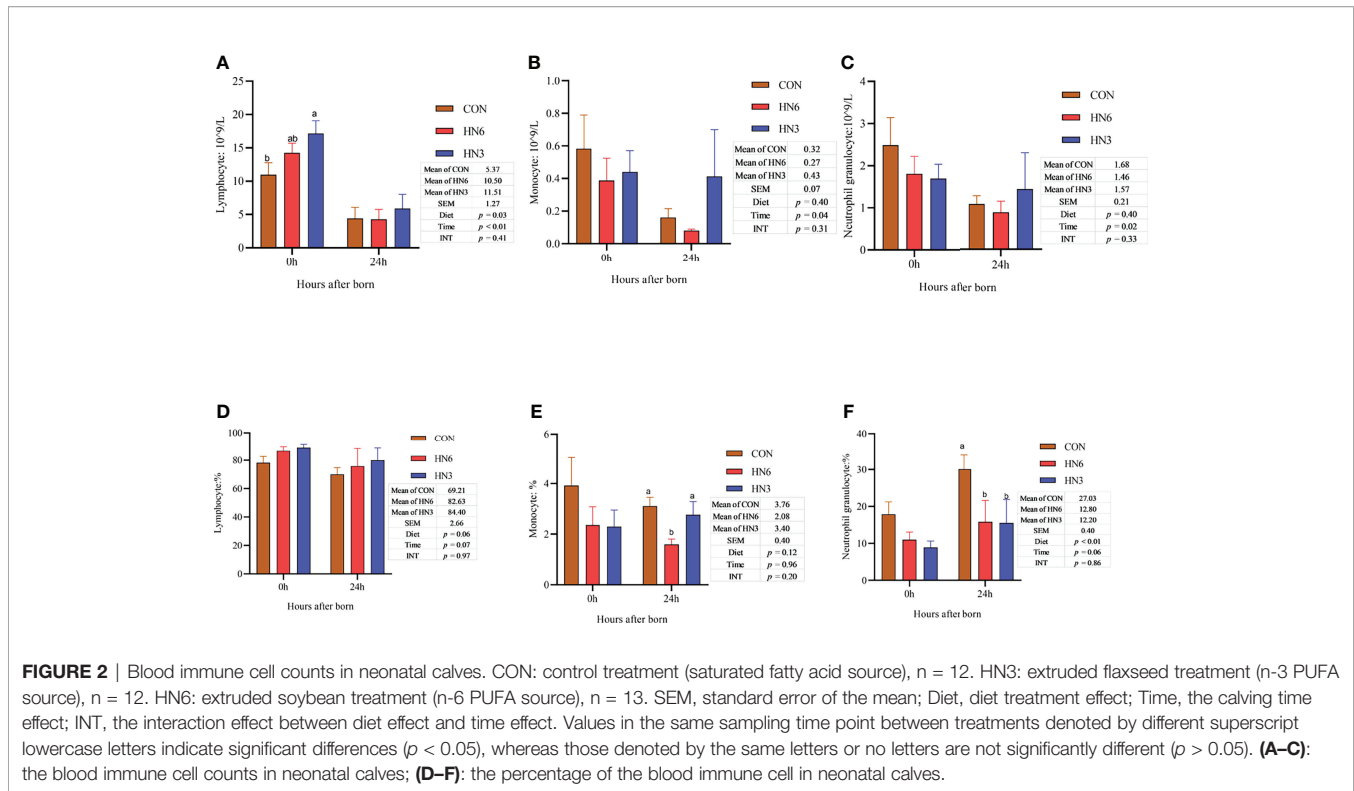 A
Lymphocyte: 10^9/L
25
20
15
10
5
0
b
ab
a
0h
24h
Hours after born
CON
HN6
HN3
Mean of CON 5.37
Mean of HN6 10.50
Mean of HN3 11.51
SEM 1.27
Diet p = 0.03
Time p < 0.01
INT p = 0.41
B
Monocyte: 10^9/L
1.0
0.8
0.6
0.4
0.2
0.0
0h
24h
Hours after born
CON
HN6
HN3
Mean of CON 0.32
Mean of HN6 0.27
Mean of HN3 0.43
SEM 0.07
Diet p = 0.40
Time p = 0.04
INT p = 0.31
C
Neutrophil granulocyte:10^9/L
4
3
2
1
0
0h
24h
Hours after born
CON
HN6
HN3
Mean of CON 1.68
Mean of HN6 1.46
Mean of HN3 1.57
SEM 0.21
Diet p = 0.40
Time p = 0.02
INT p = 0.33
D
Lymphocyte:%
100
80
60
40
20
0
0h
24h
Hours after born
CON
HN6
HN3
Mean of CON 69.21
Mean of HN6 82.63
Mean of HN3 84.40
SEM 2.66
Diet p = 0.06
Time p = 0.07
INT p = 0.97
E
Monocyte: %
6
4
2
0
a
b
a
0h
24h
Hours after born
CON
HN6
HN3
Mean of CON 3.76
Mean of HN6 2.08
Mean of HN3 3.40
SEM 0.40
Diet p = 0.12
Time p = 0.96
INT p = 0.20
F
Neutrophil granulocyte:%
40
30
20
10
0
a
b
b
0h
24h
Hours after born
CON
HN6
HN3
Mean of CON 27.03
Mean of HN6 12.80
Mean of HN3 12.20
SEM 0.40
Diet p < 0.01
Time p = 0.06
INT p = 0.86
FIGURE 2 | Blood immune cell counts in neonatal calves. CON: control treatment (saturated fatty acid source), n = 12. HN3: extruded flaxseed treatment (n-3 PUFA
source), n = 12. HN6: extruded soybean treatment (n-6 PUFA source), n = 13. SEM, standard error of the mean; Diet, diet treatment effect; Time, the calving time
effect; INT, the interaction effect between diet effect and time effect. Values in the same sampling time point between treatments denoted by different superscript
lowercase letters indicate significant differences (p < 0.05), whereas those denoted by the same letters or no letters are not significantly different (p > 0.05). (A–C):
the blood immune cell counts in neonatal calves; (D–F): the percentage of the blood immune cell in neonatal calves.